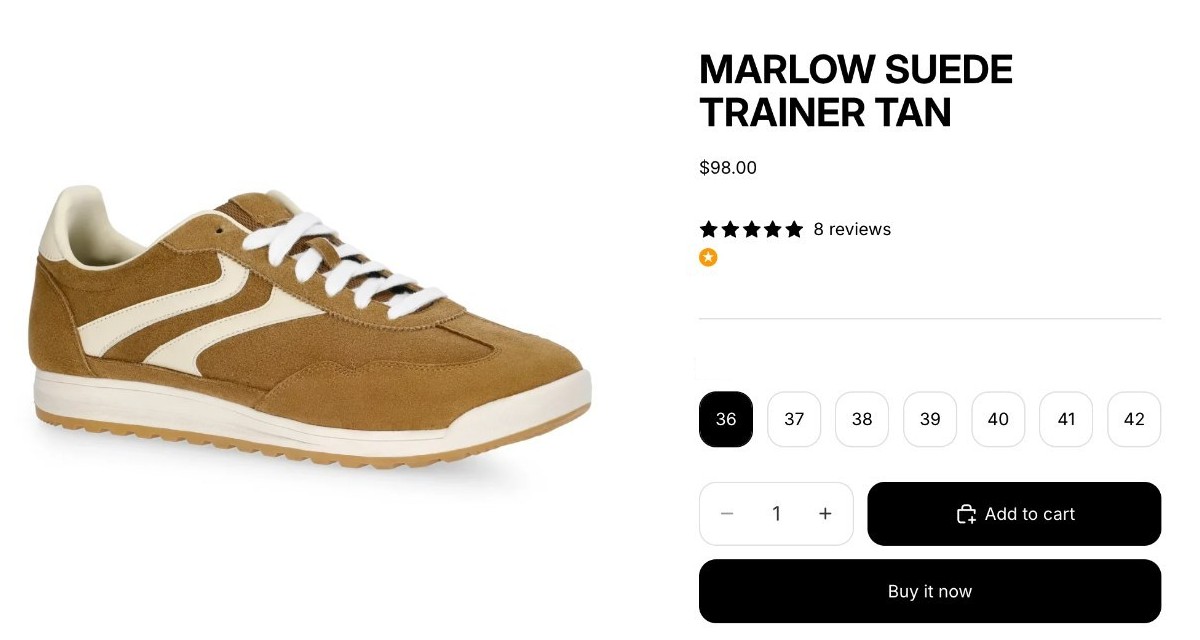 MARLOW SUEDE
TRAINER TAN
$98.00
8 reviews
36 37 38 39 40 41 42
1
Add to cart
Buy it now